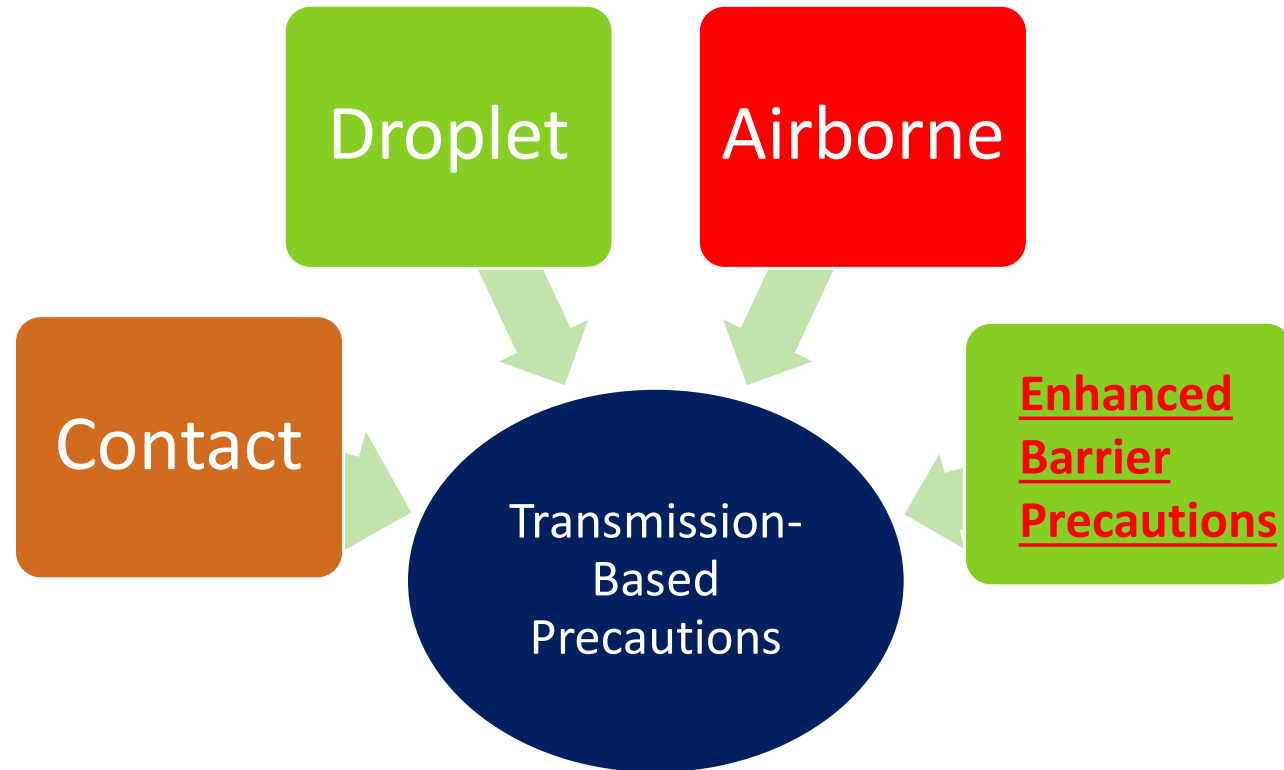 Droplet
Airborne
Contact
Enhanced
Barrier
Precautions
Transmission-
Based
Precautions